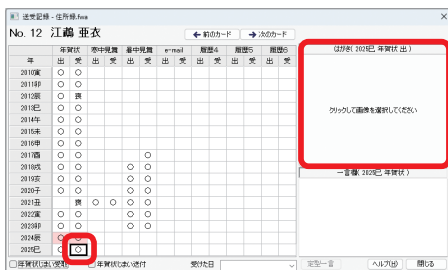 送受記録 - 住所録.fwa
No. 12 江嶋 亜衣
前のカード 次のカード
年賀状 寒中見舞 暑中見舞 e-mail 履歴4 履歴5 履歴6
年 出 受 出 受 出 受 出 受 出 受 出 受 出 受
2010寅 ○ ○
2011卯 ○ ○
2012辰 ○ 喪
2013巳 ○ ○
2014午 ○ ○
2015未 ○ ○
2016申 ○ ○
2017酉 ○ ○ ○
2018戌 ○ ○ ○ ○
2019亥 ○ ○ ○ ○
2020子 ○ ○ ○ ○
2021丑 喪 ○ ○ ○ ○
2022寅 ○ ○ ○ ○
2023卯 ○ ○ ○ ○
2024辰 ○ ○
2025巳 ○
はがき( 2025巳 年賀状 出 )
クリックして画像を選択してください
一言欄( 2025巳 年賀状 )
年賀状じまい受取 年賀状じまい送付 受けた日
定型一言 ヘルプ(H) 閉じる